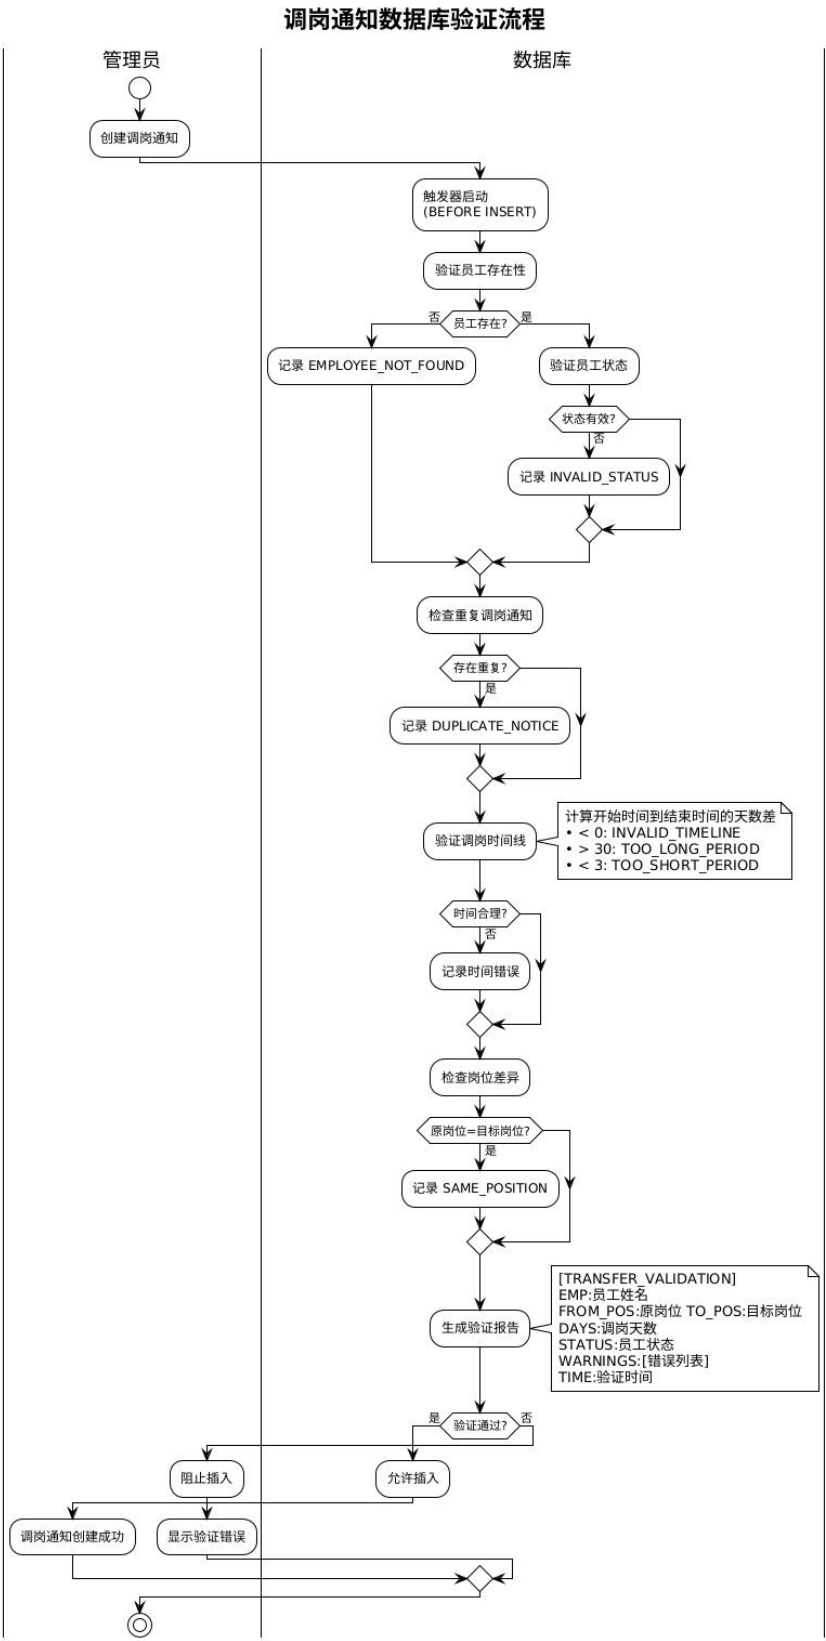 调岗通知数据库验证流程
管理员
数据库
创建调岗通知
触发器启动
(BEFORE INSERT)
验证员工存在性
员工存在?
否
是
记录 EMPLOYEE_NOT_FOUND
验证员工状态
状态有效?
否
记录 INVALID_STATUS
检查重复调岗通知
存在重复?
是
记录 DUPLICATE_NOTICE
验证调岗时间线
计算开始时间到结束时间的天数差
• < 0: INVALID_TIMELINE
• > 30: TOO_LONG_PERIOD
• < 3: TOO_SHORT_PERIOD
时间合理?
否
记录时间错误
检查岗位差异
原岗位=目标岗位?
是
记录 SAME_POSITION
生成验证报告
[TRANSFER_VALIDATION]
EMP:员工姓名
FROM_POS:原岗位 TO_POS:目标岗位
DAYS:调岗天数
STATUS:员工状态
WARNINGS:[错误列表]
TIME:验证时间
是
验证通过?
否
阻止插入
允许插入
调岗通知创建成功
显示验证错误